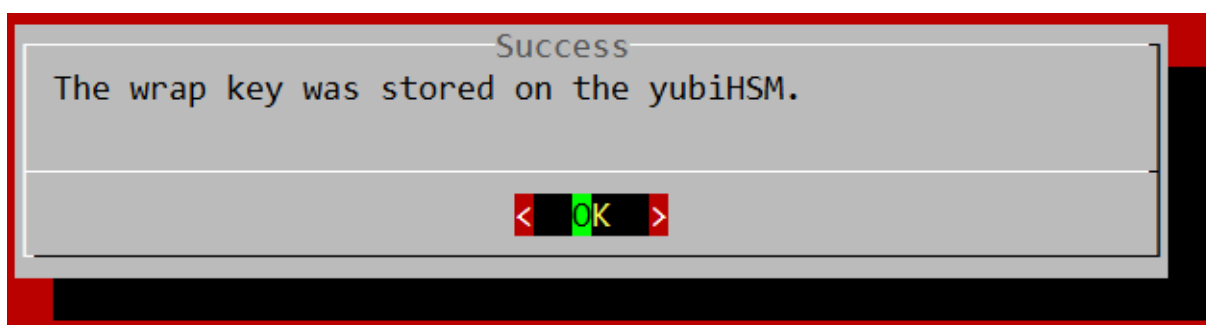 Success
The wrap key was stored on the yubiHSM.
< OK >